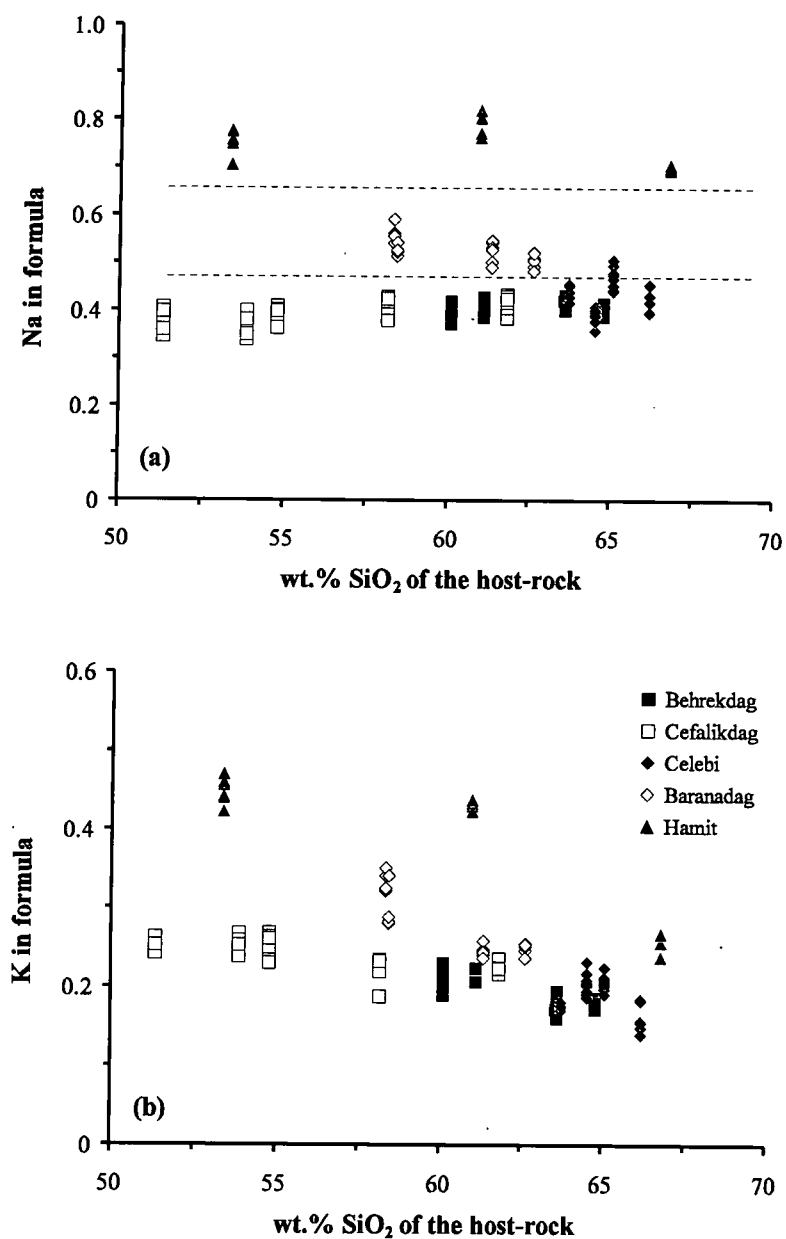 1.0
0.8
0.6
0.4
0.2
0
Na in formula
(a)
50 55 60 65 70
wt.% SiO₂ of the host-rock
0.6
0.4
0.2
0
K in formula
Behrekdag
Cefalikdag
Celebi
Baranadag
Hamit
(b)
50 55 60 65 70
wt.% SiO₂ of the host-rock